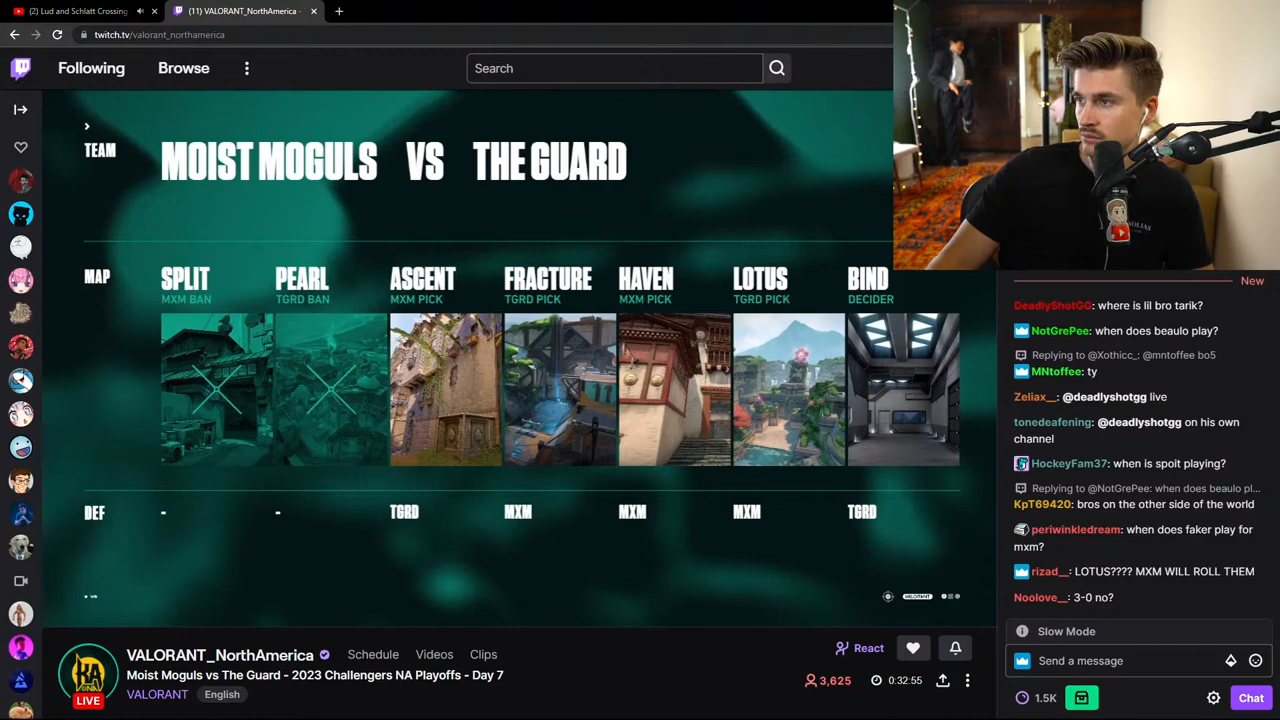 (2) Lud and Schlatt Crossing
(11) VALORANT_NorthAmerica -
twitch.tv/valorant_northamerica
Following
Browse
Search
TEAM
MOIST MOGULS VS THE GUARD
MAP
SPLIT
MXM BAN
PEARL
TGRD BAN
ASCENT
MXM PICK
FRACTURE
TGRD PICK
HAVEN
MXM PICK
LOTUS
TGRD PICK
BIND
DECIDER
DEF
-
-
TGRD
MXM
MXM
MXM
TGRD
VALORANT
LIVE
VALORANT_NorthAmerica
Schedule
Videos
Clips
Moist Moguls vs The Guard - 2023 Challengers NA Playoffs - Day 7
VALORANT
English
React
3,625
0:32:55
New
DeadlyShotGG: where is lil bro tarik?
NotGrePee: when does beaulo play?
Replying to @Xothicc_: @mntoffee bo5
MNtoffee: ty
Zeliax__: @deadlyshotgg live
tonedeafening: @deadlyshotgg on his own
channel
HockeyFam37: when is spoit playing?
Replying to @NotGrePee: when does beaulo pl...
KpT69420: bros on the other side of the world
periwinkledream: when does faker play for
mxm?
rizad__: LOTUS???? MXM WILL ROLL THEM
Noolove__: 3-0 no?
Slow Mode
Send a message
1.5K
Chat